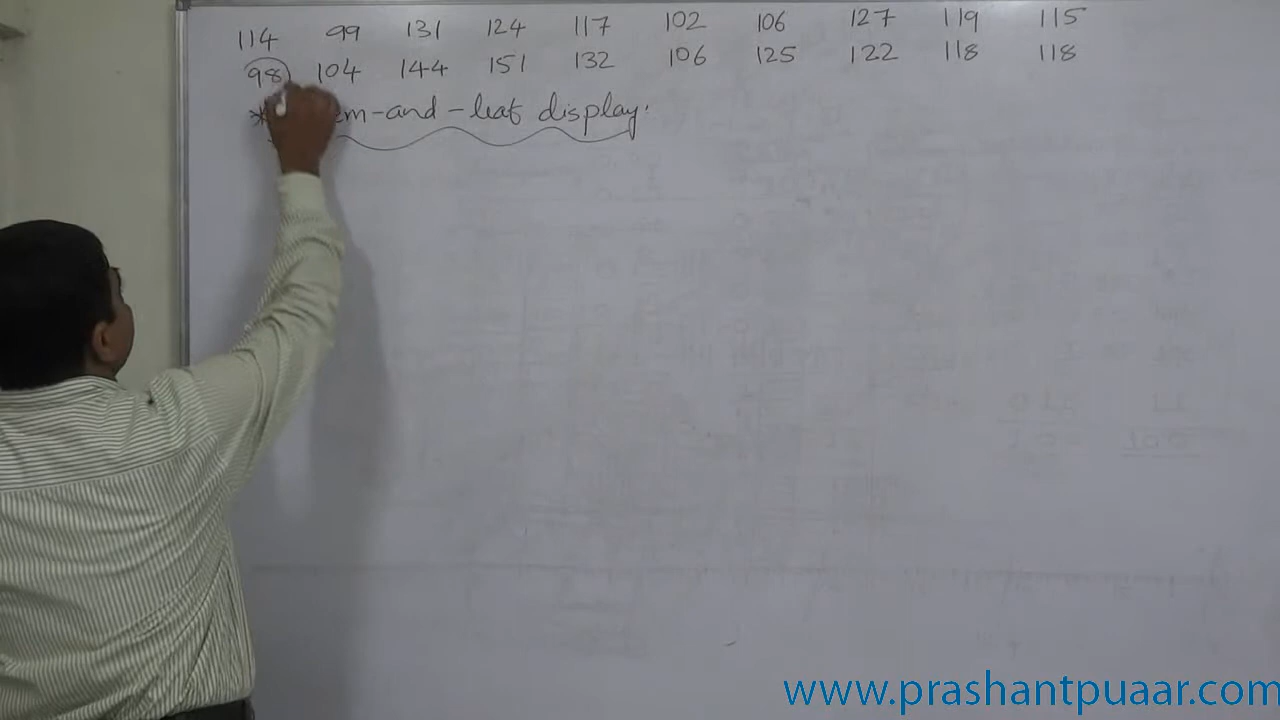 114 99 131 124 117 102 106 127 119 115
98 104 144 151 132 106 125 122 118 118
* -and-leaf display.
www.prashantpuaar.com